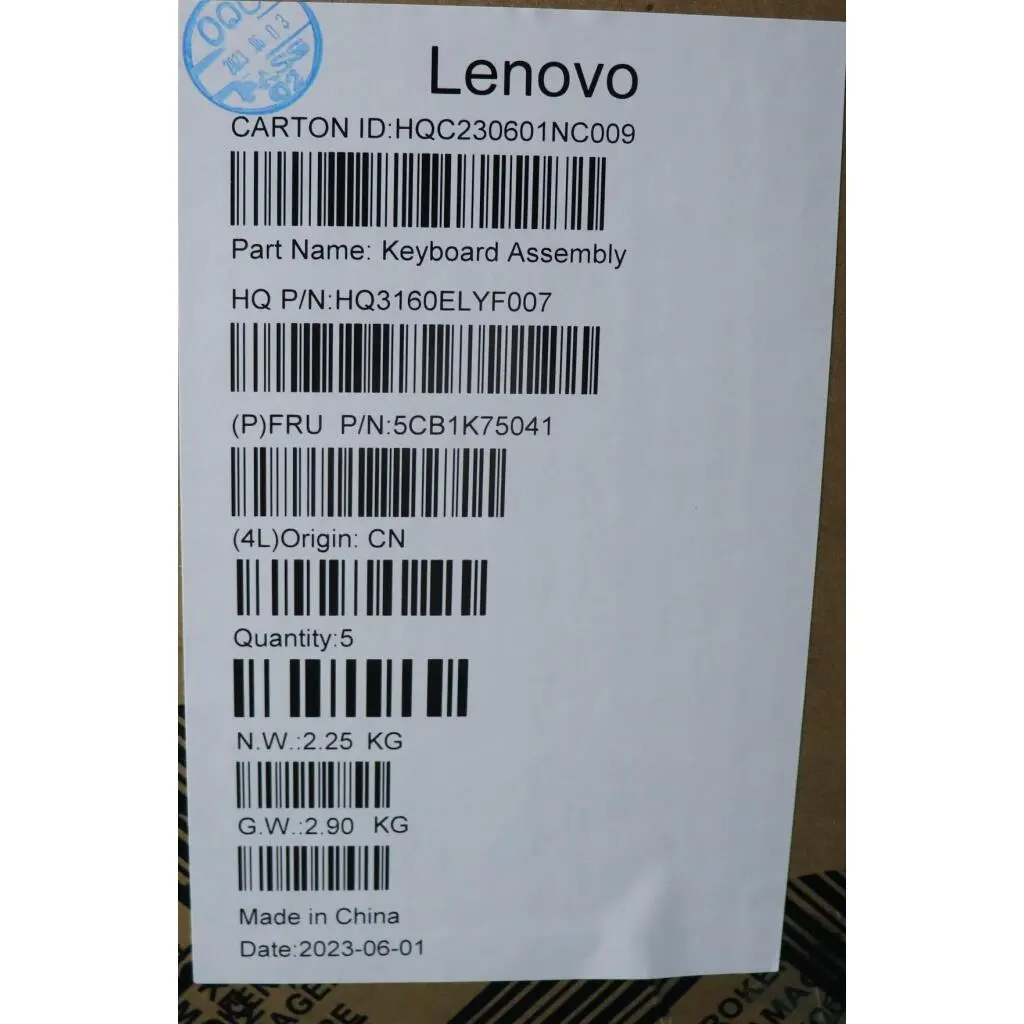 OQC
Lenovo
CARTON ID:HQC230601NC009
Part Name: Keyboard Assembly
HQ P/N:HQ3160ELYF007
(P)FRU P/N:5CB1K75041
(4L)Origin: CN
Quantity:5
N.W.:2.25 KG
G.W.:2.90 KG
Made in China
Date:2023-06-01